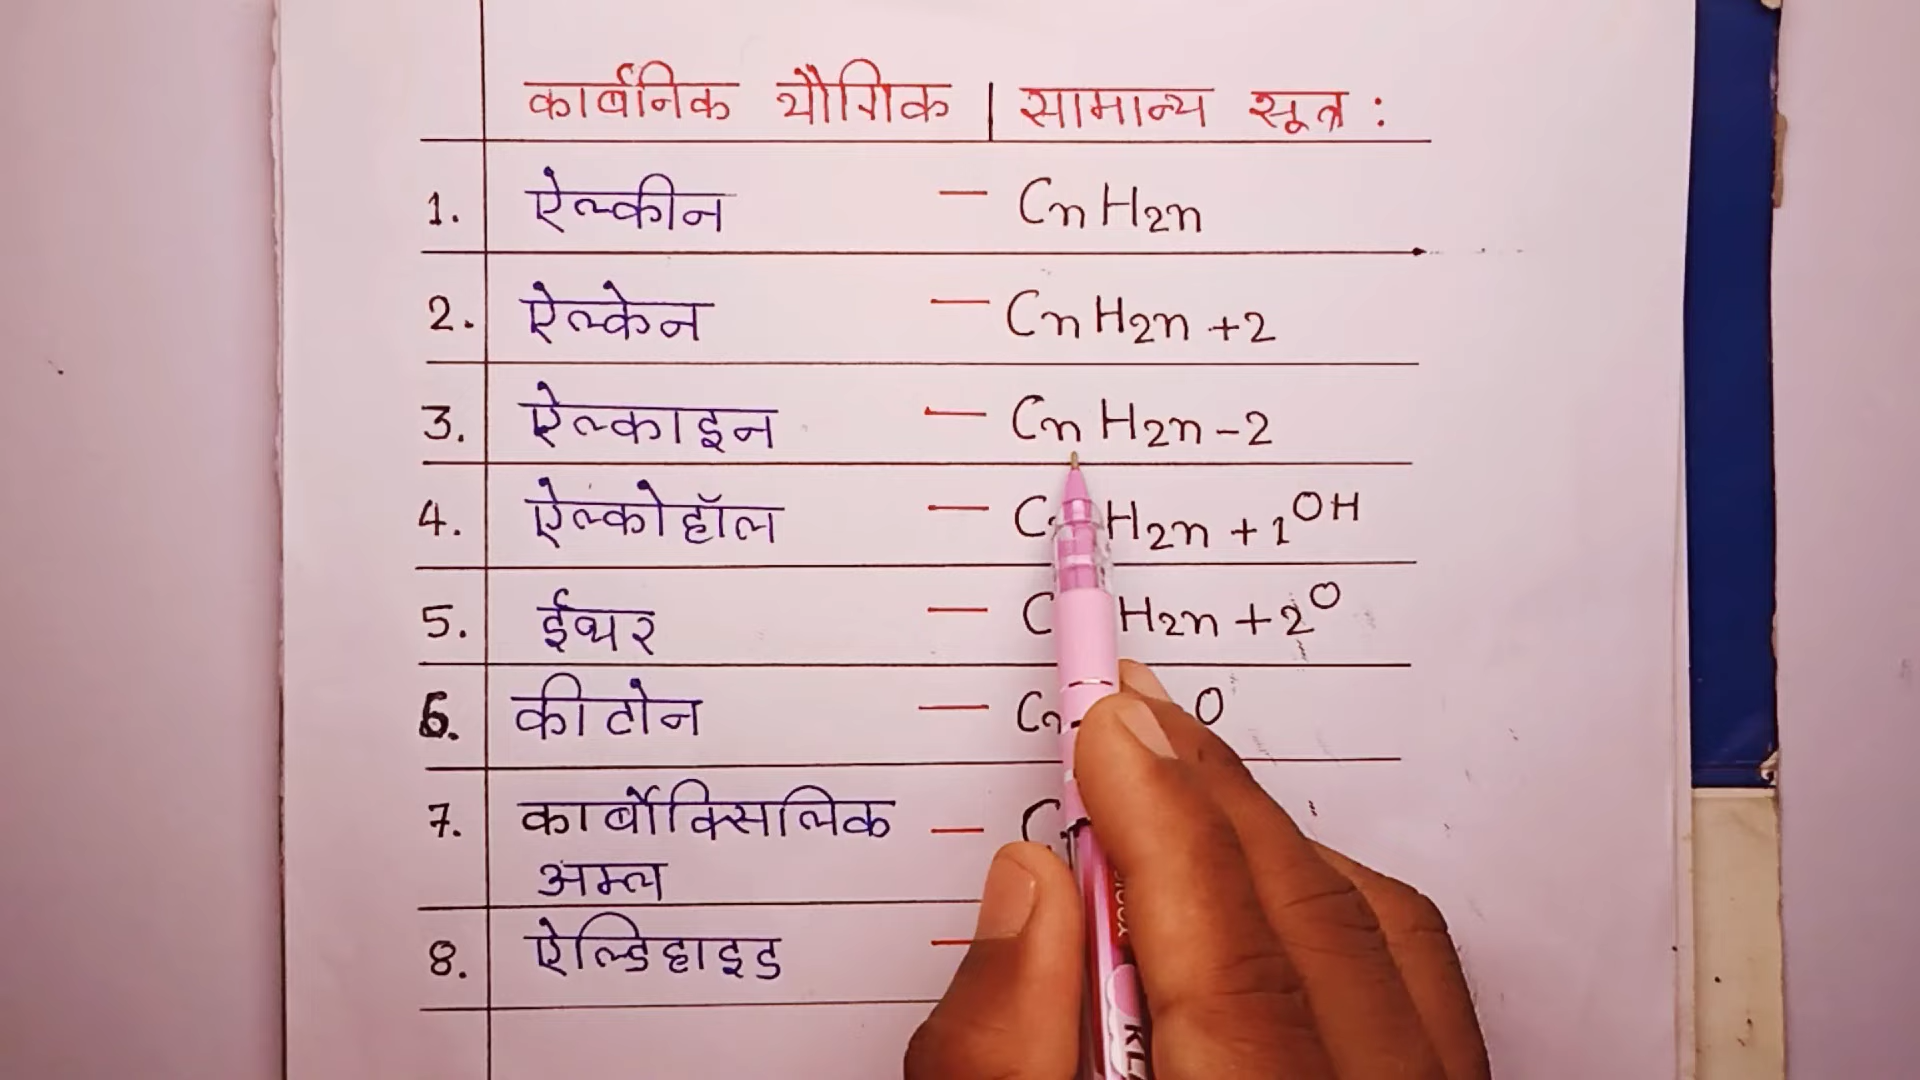 कार्बनिक यौगिक | सामान्य सूत्र :
1. ऐल्कीन — CnH2n
2. ऐल्केन — CnH2n+2
3. ऐल्काइन — CnH2n-2
4. ऐल्कोहॉल — C H2n+1OH
5. ईथर — C H2n+2O
6. कीटोन — Cn O
7. कार्बोक्सिलिक — C
अम्ल
8. ऐल्डिहाइड —